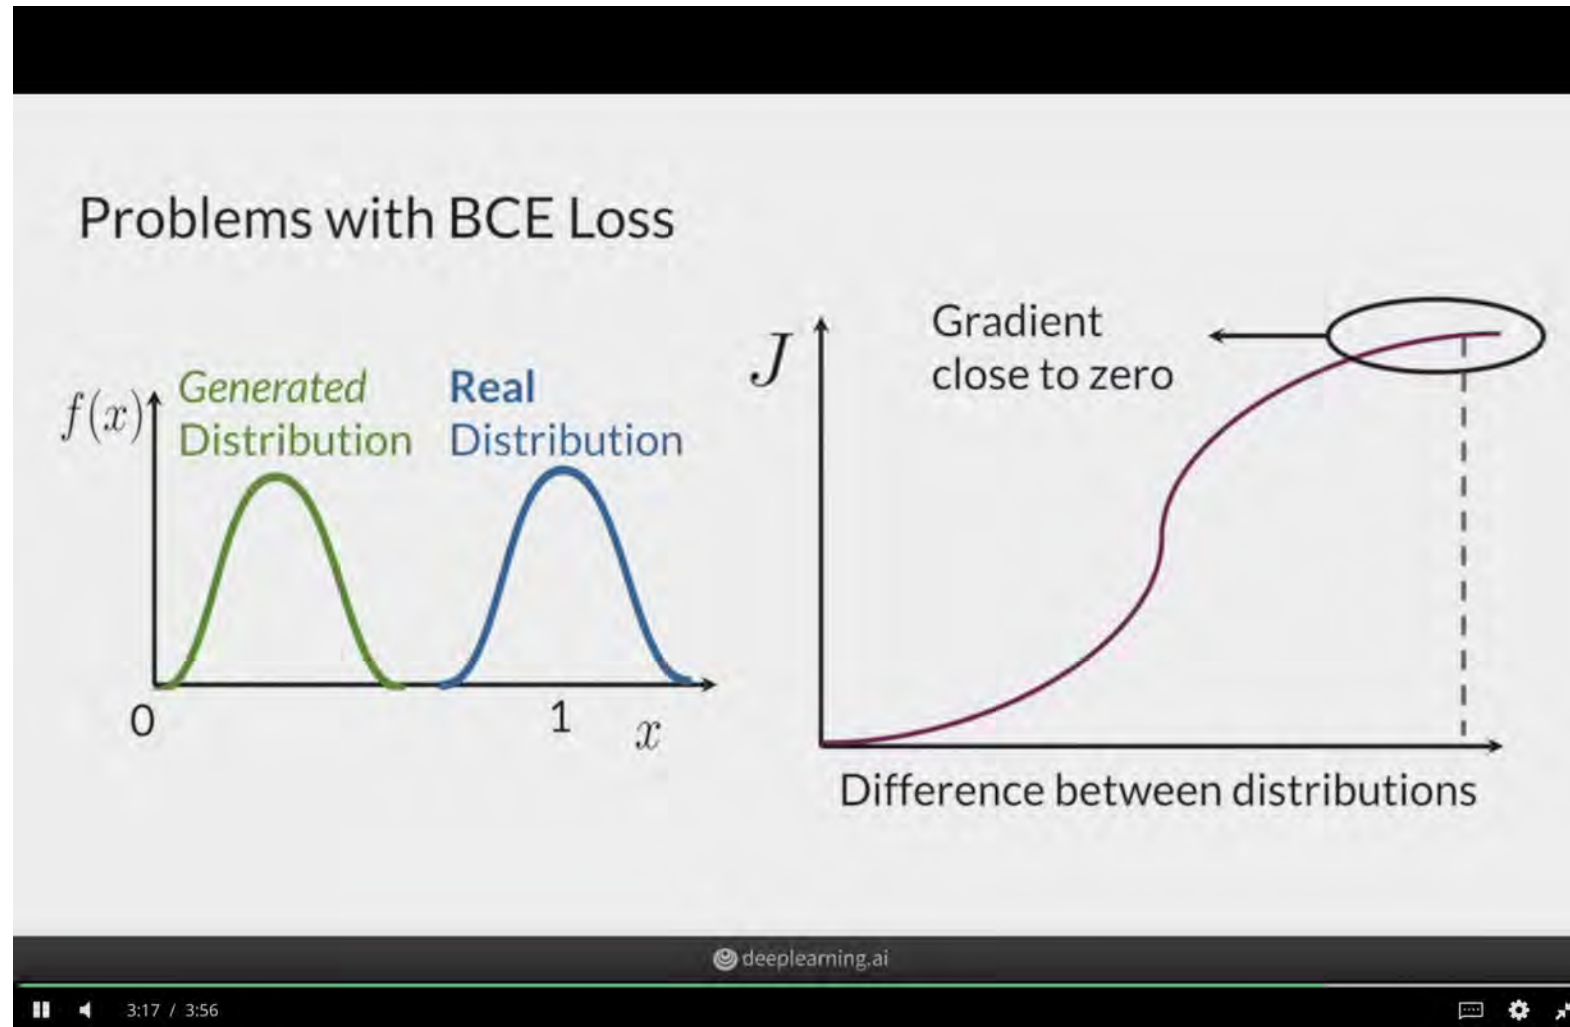 Problems with BCE Loss
f(x)
Generated
Distribution
Real
Distribution
0
1
x
J
Gradient
close to zero
Difference between distributions
deeplearning.ai
3:17 / 3:56